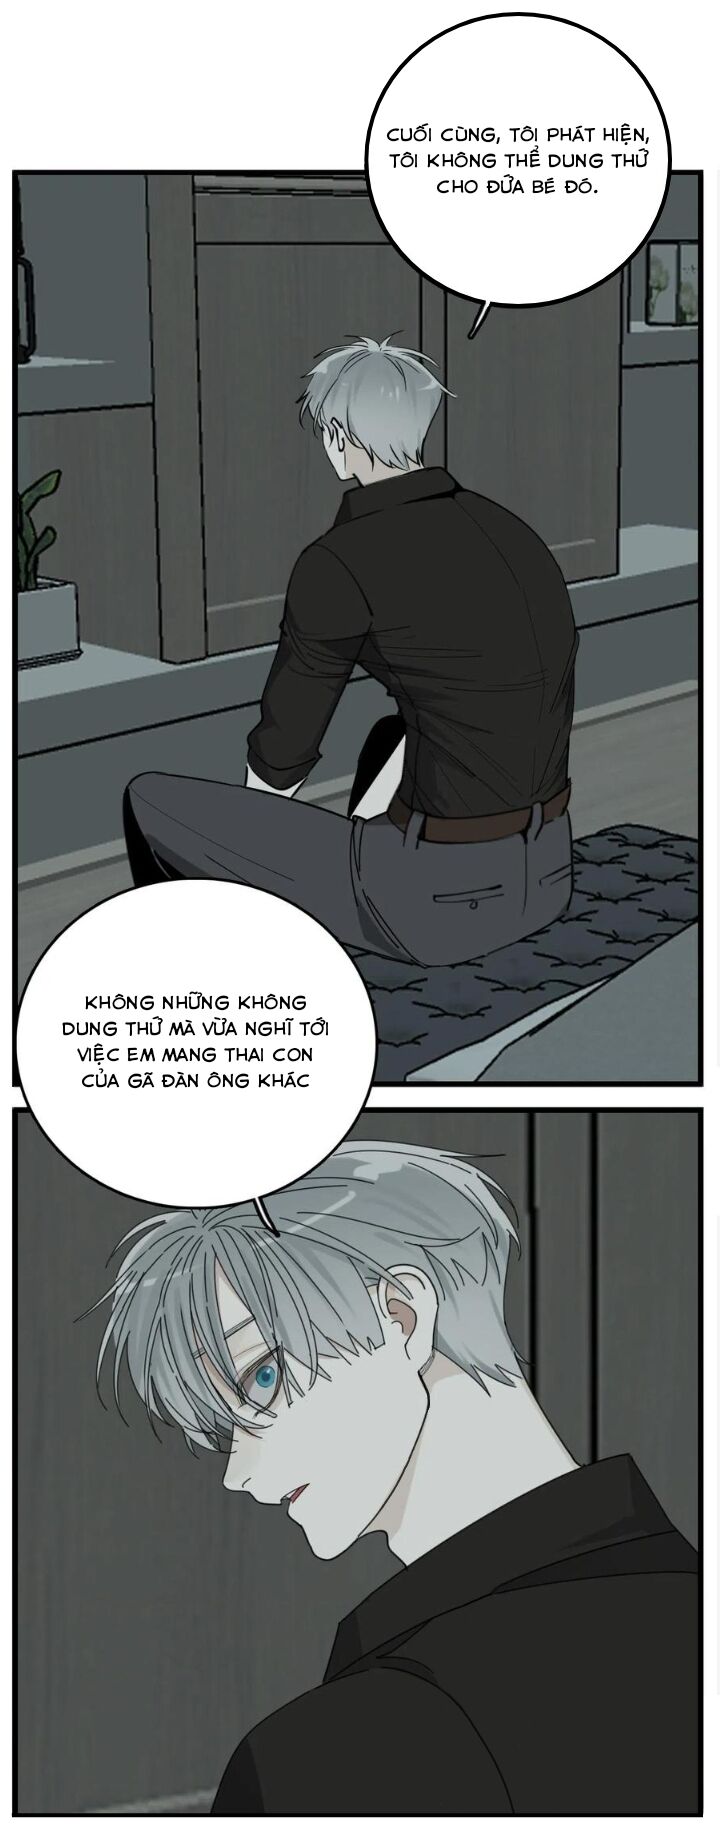 CUỐI CÙNG, TÔI PHÁT HIỆN,
TÔI KHÔNG THỂ DUNG THỨ
CHO ĐỨA BÉ ĐÓ.
KHÔNG NHỮNG KHÔNG
DUNG THỨ MÀ VỪA NGHĨ TỚI
VIỆC EM MANG THAI CON
CỦA GÃ ĐÀN ÔNG KHÁC